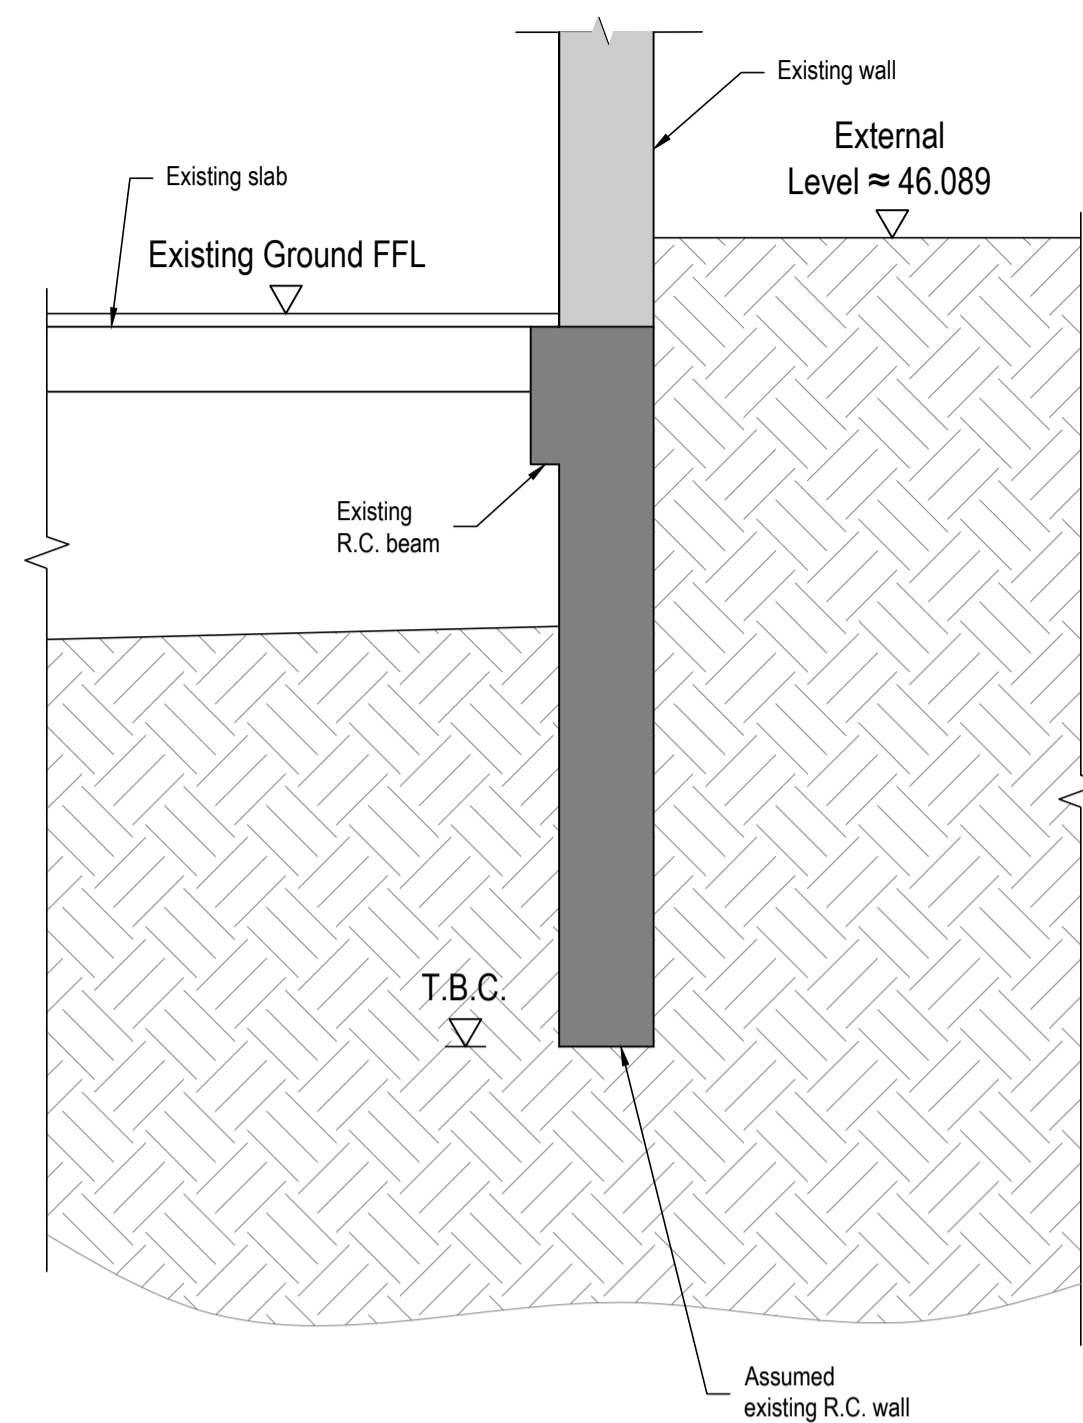 Existing wall
External
Level ≈ 46.089
Existing slab
Existing Ground FFL
Existing
R.C. beam
T.B.C.
Assumed
existing R.C. wall